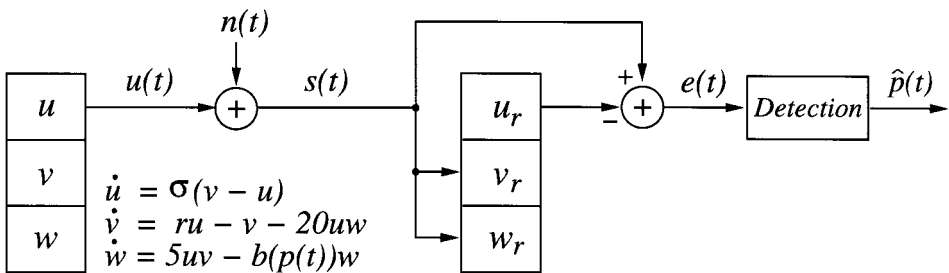 n(t)
u(t)
s(t)
e(t)
p̂(t)
+
+
−
+
u
v
w
u_r
v_r
w_r
Detection
u̇ = σ(v − u)
v̇ = ru − v − 20uw
ẇ = 5uv − b(p(t))w